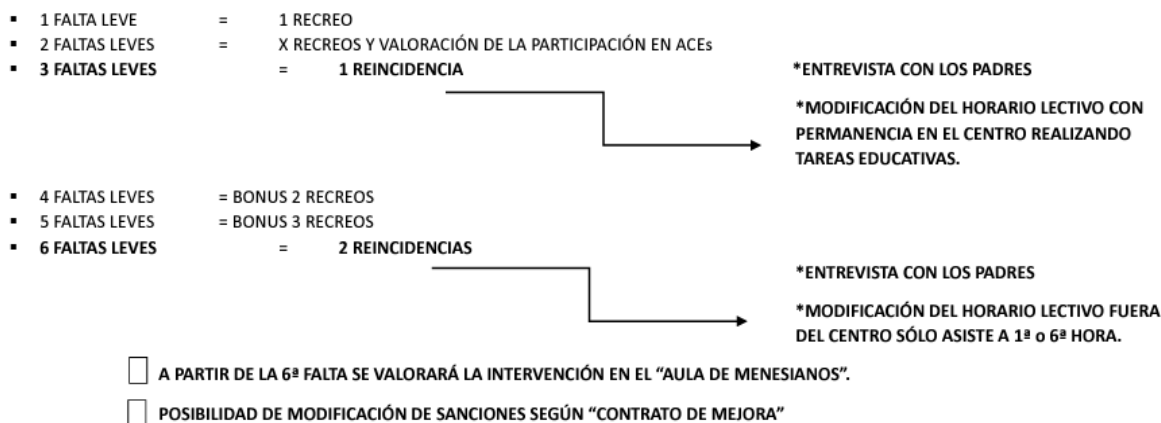 ▪ 1 FALTA LEVE = 1 RECREO
▪ 2 FALTAS LEVES = X RECREOS Y VALORACIÓN DE LA PARTICIPACIÓN EN ACEs
▪ 3 FALTAS LEVES = 1 REINCIDENCIA
*ENTREVISTA CON LOS PADRES
*MODIFICACIÓN DEL HORARIO LECTIVO CON
PERMANENCIA EN EL CENTRO REALIZANDO
TAREAS EDUCATIVAS.
▪ 4 FALTAS LEVES = BONUS 2 RECREOS
▪ 5 FALTAS LEVES = BONUS 3 RECREOS
▪ 6 FALTAS LEVES = 2 REINCIDENCIAS
*ENTREVISTA CON LOS PADRES
*MODIFICACIÓN DEL HORARIO LECTIVO FUERA
DEL CENTRO SÓLO ASISTE A 1ª o 6ª HORA.
A PARTIR DE LA 6ª FALTA SE VALORARÁ LA INTERVENCIÓN EN EL “AULA DE MENESIANOS”.
POSIBILIDAD DE MODIFICACIÓN DE SANCIONES SEGÚN “CONTRATO DE MEJORA”